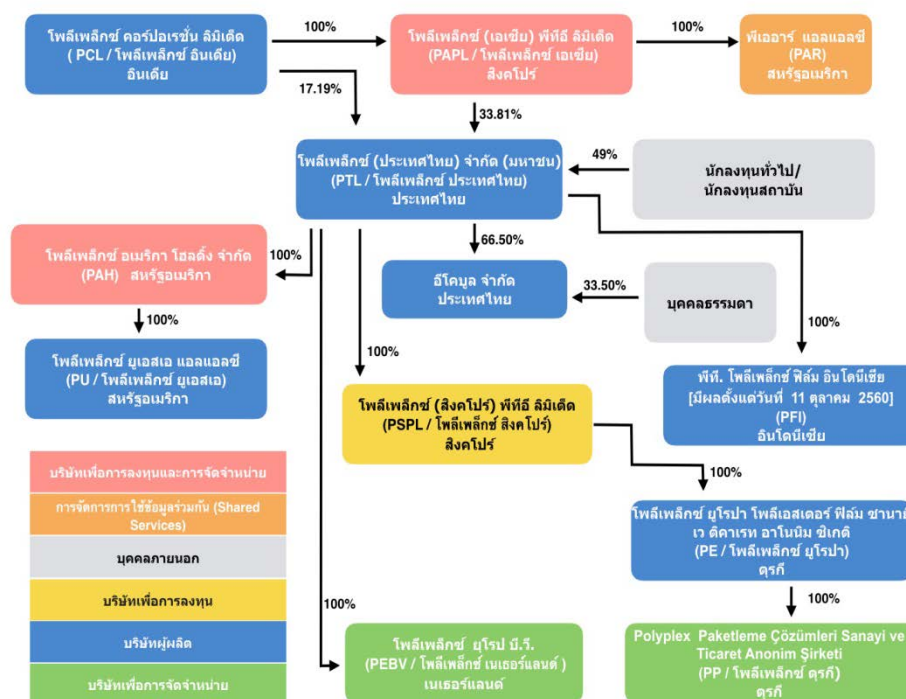 โพลีเพล็กซ์ คอร์ปอเรชั่น ลิมิเต็ด
( PCL / โพลีเพล็กซ์ อินเดีย)
อินเดีย
100%
โพลีเพล็กซ์ (เอเซีย) พีทีอี ลิมิเต็ด
(PAPL / โพลีเพล็กซ์ เอเซีย)
สิงคโปร์
100%
พีเออาร์ แอลแอลซี
(PAR)
สหรัฐอเมริกา
17.19%
33.81%
โพลีเพล็กซ์ (ประเทศไทย) จำกัด (มหาชน)
(PTL / โพลีเพล็กซ์ ประเทศไทย)
ประเทศไทย
49%
นักลงทุนทั่วไป/
นักลงทุนสถาบัน
โพลีเพล็กซ์ อเมริกา โฮลดิ้ง จำกัด
(PAH) สหรัฐอเมริกา
100%
66.50%
อีโคบูล จำกัด
ประเทศไทย
33.50%
บุคคลธรรมดา
100%
โพลีเพล็กซ์ ยูเอสเอ แอลแอลซี
(PU / โพลีเพล็กซ์ ยูเอสเอ)
สหรัฐอเมริกา
100%
100%
พีที. โพลีเพล็กซ์ ฟิล์ม อินโดนีเซีย
[มีผลตั้งแต่วันที่ 11 ตุลาคม 2560]
(PFI)
อินโดนีเซีย
โพลีเพล็กซ์ (สิงคโปร์) พีทีอี ลิมิเต็ด
(PSPL / โพลีเพล็กซ์ สิงคโปร์)
สิงคโปร์
100%
โพลีเพล็กซ์ ยูโรปา โพลีเอสเตอร์ ฟิล์ม ซานายี
เว ติคาเรท อาโนนิม ซิเกติ
(PE / โพลีเพล็กซ์ ยูโรปา)
ตุรกี
บริษัทเพื่อการลงทุนและการจัดจำหน่าย
การจัดการการใช้ข้อมูลร่วมกัน (Shared
Services)
บุคคลภายนอก
บริษัทเพื่อการลงทุน
บริษัทผู้ผลิต
บริษัทเพื่อการจัดจำหน่าย
100%
โพลีเพล็กซ์ ยุโรป บี.วี.
(PEBV / โพลีเพล็กซ์ เนเธอร์แลนด์ )
เนเธอร์แลนด์
100%
Polyplex Paketleme Çözümleri Sanayi ve
Ticaret Anonim Şirketi
(PP / โพลีเพล็กซ์ ตุรกี)
ตุรกี